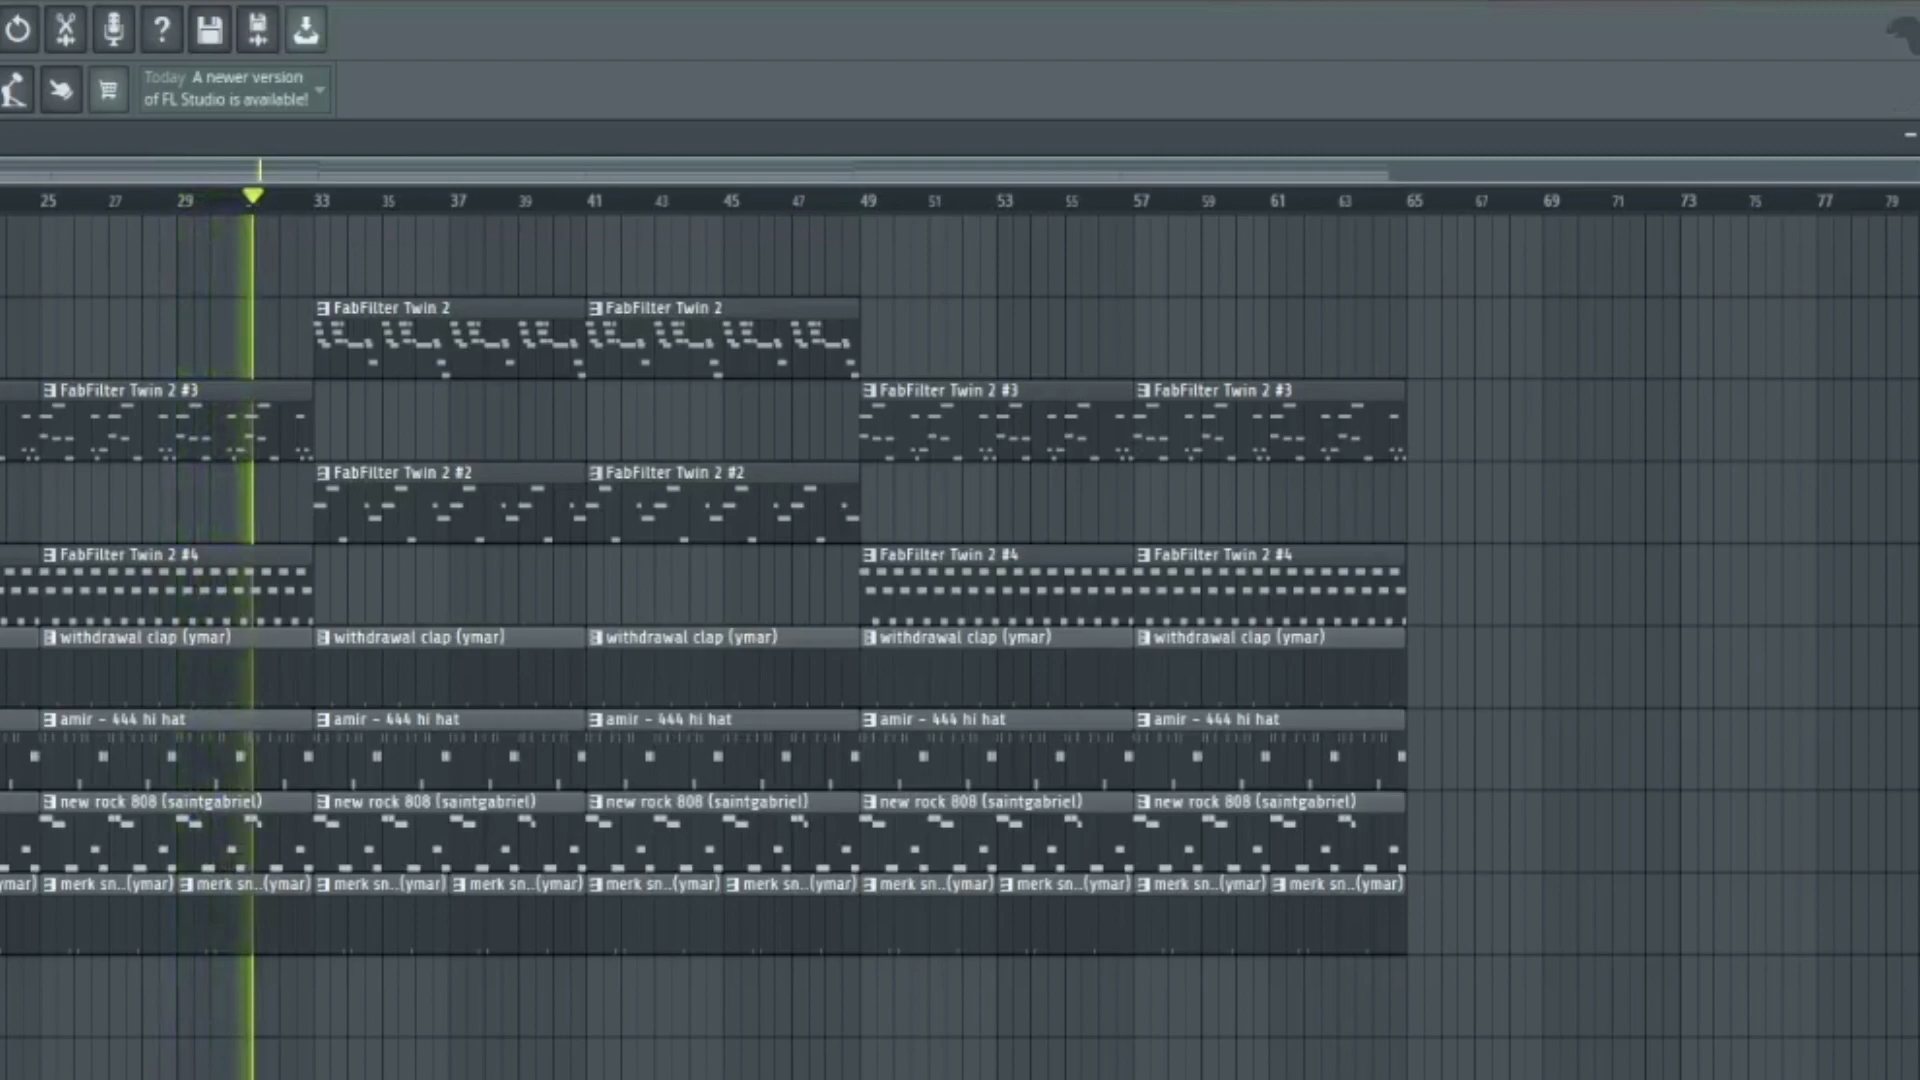 ?
Today A newer version
of FL Studio is available!
25 27 29 33 35 37 39 41 43 45 47 49 51 53 55 57 59 61 63 65 67 69 71 73 75 77 79
FabFilter Twin 2 FabFilter Twin 2
FabFilter Twin 2 #3 FabFilter Twin 2 #3 FabFilter Twin 2 #3
FabFilter Twin 2 #2 FabFilter Twin 2 #2
FabFilter Twin 2 #4 FabFilter Twin 2 #4 FabFilter Twin 2 #4
withdrawal clap (ymar) withdrawal clap (ymar) withdrawal clap (ymar) withdrawal clap (ymar) withdrawal clap (ymar)
amir - 444 hi hat amir - 444 hi hat amir - 444 hi hat amir - 444 hi hat amir - 444 hi hat
new rock 808 (saintgabriel) new rock 808 (saintgabriel) new rock 808 (saintgabriel) new rock 808 (saintgabriel) new rock 808 (saintgabriel)
ymar) merk sn..(ymar) merk sn..(ymar) merk sn..(ymar) merk sn..(ymar) merk sn..(ymar) merk sn..(ymar) merk sn..(ymar) merk sn..(ymar) merk sn..(ymar) merk sn..(ymar)